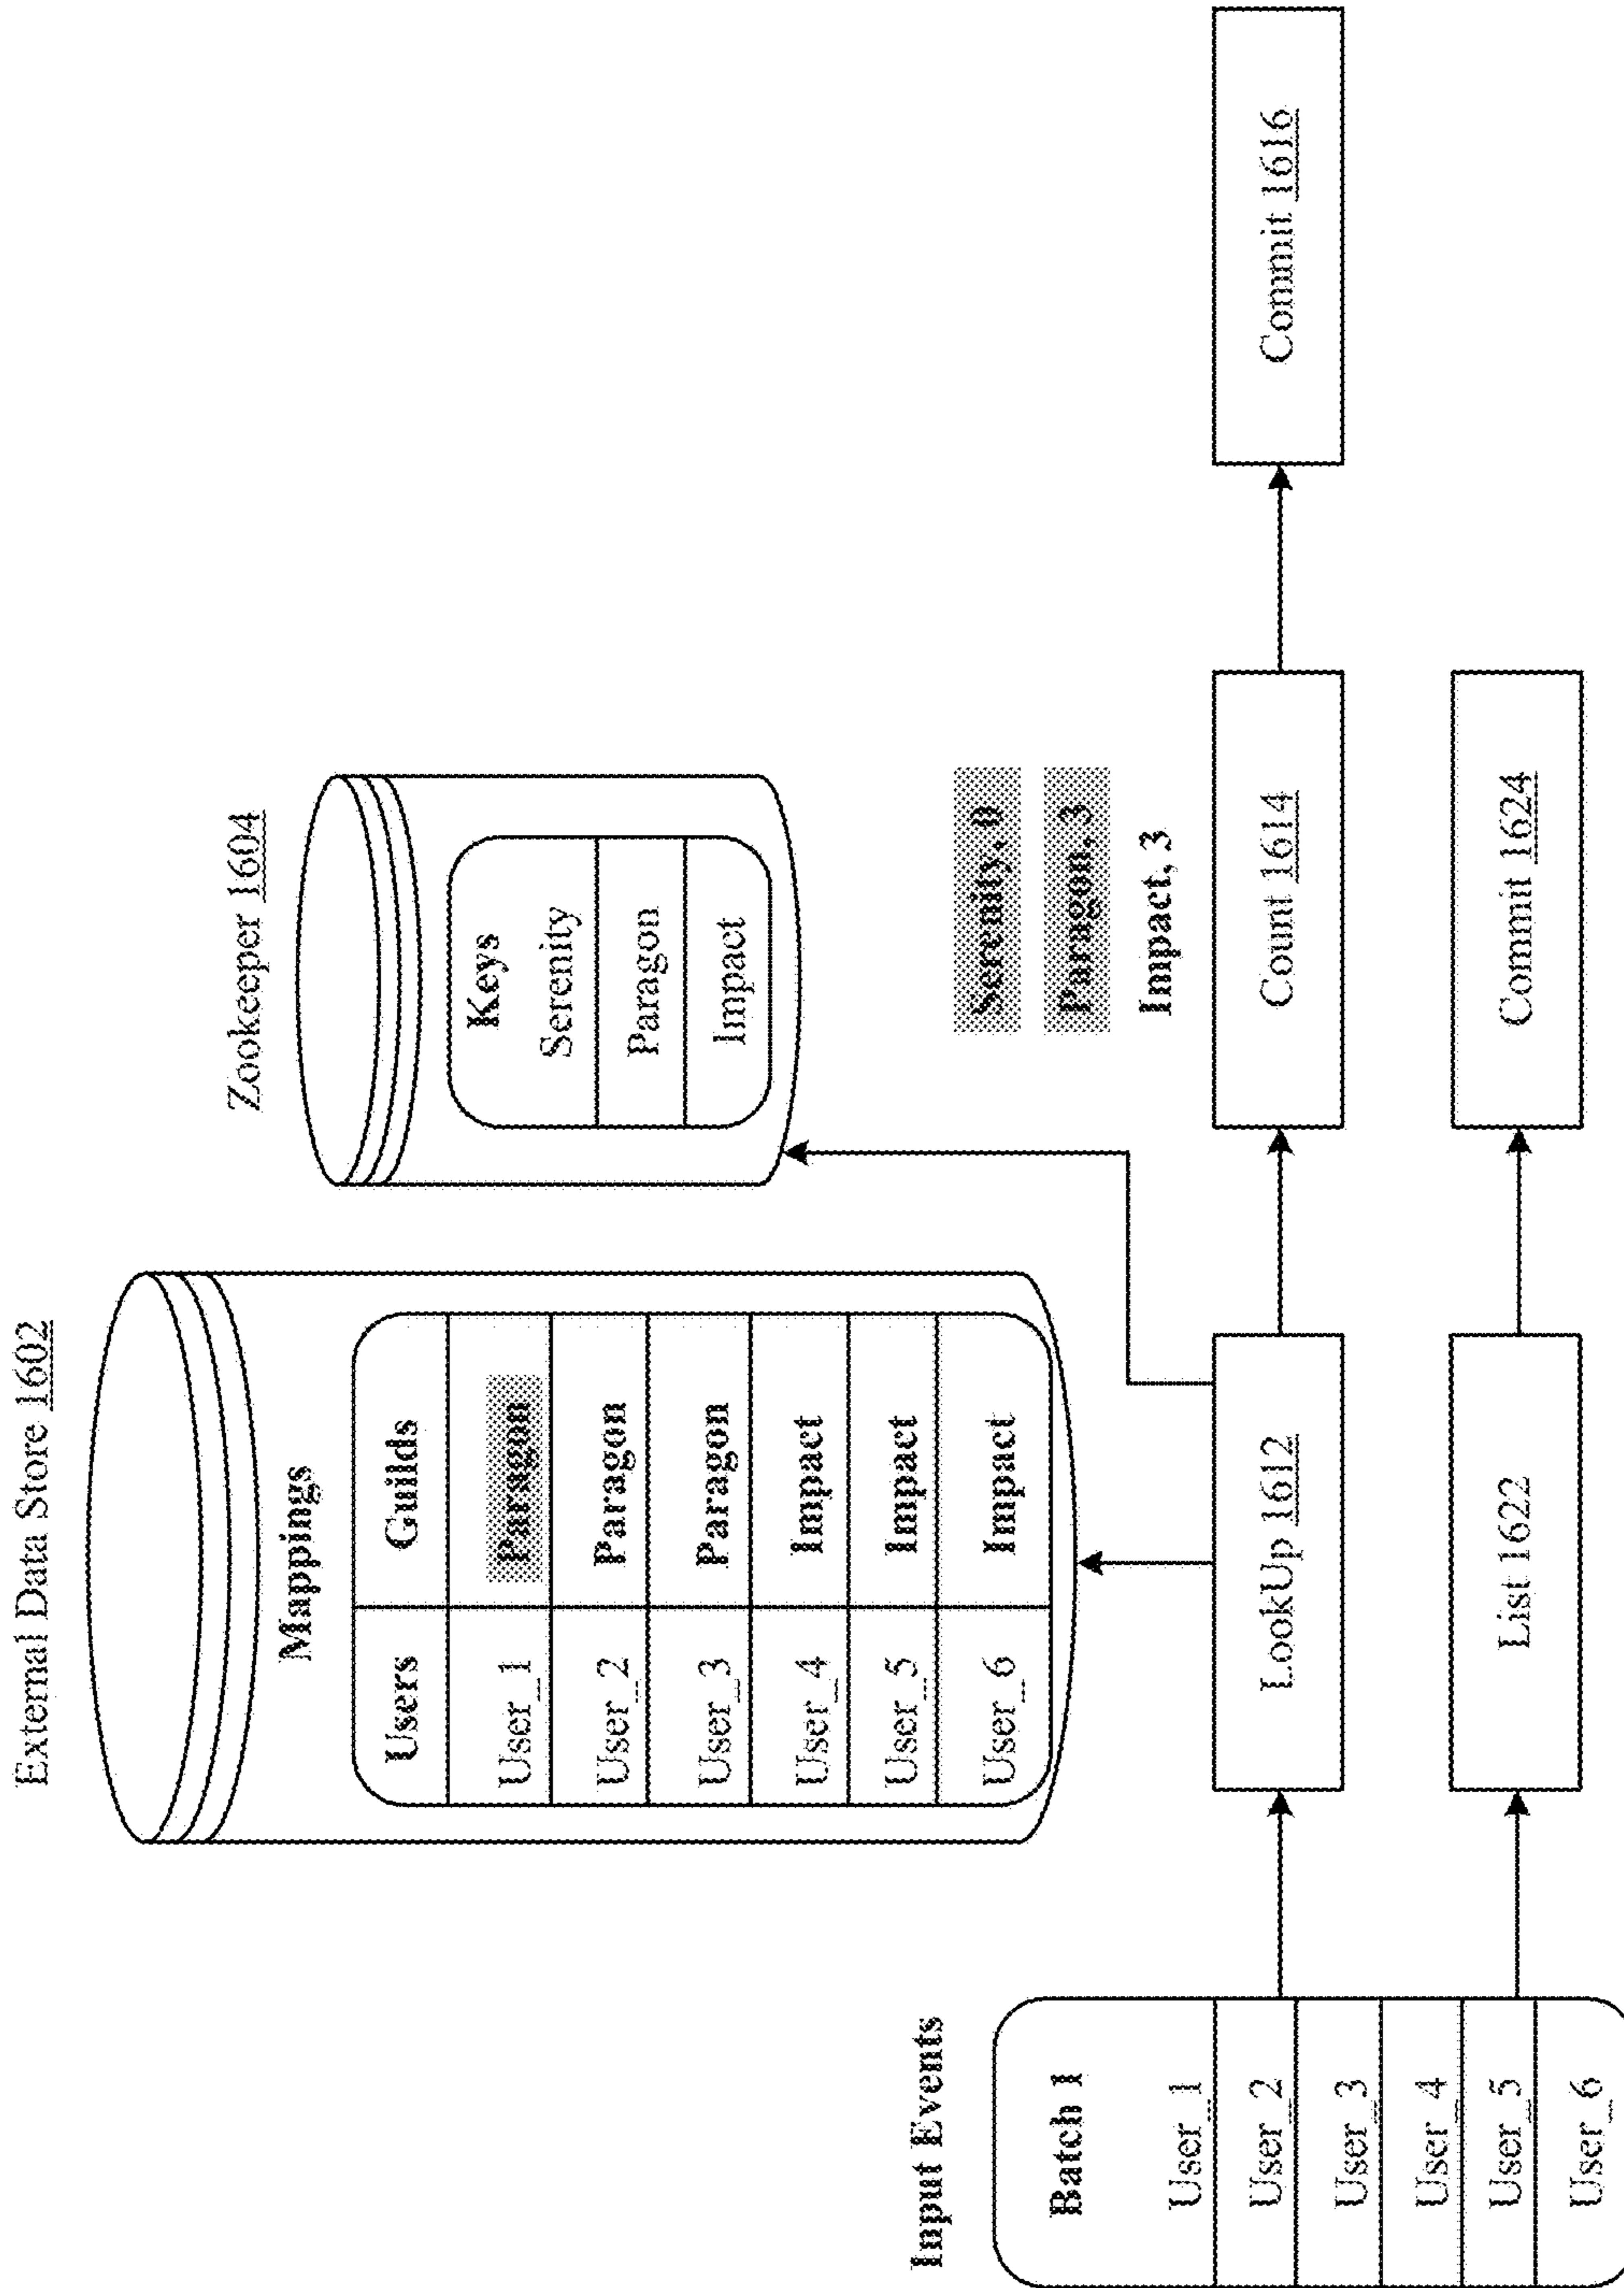 External Data Store 1602
Mappings
Users Guilds
User_1 Paragon
User_2 Paragon
User_3 Paragon
User_4 Impact
User_5 Impact
User_6 Impact
Zookeeper 1604
Keys
Serenity
Paragon
Impact
Input Events
Batch 1
User_1
User_2
User_3
User_4
User_5
User_6
Serenity, 0
Paragon, 3
Impact, 3
LookUp 1612
Count 1614
Commit 1616
List 1622
Commit 1624